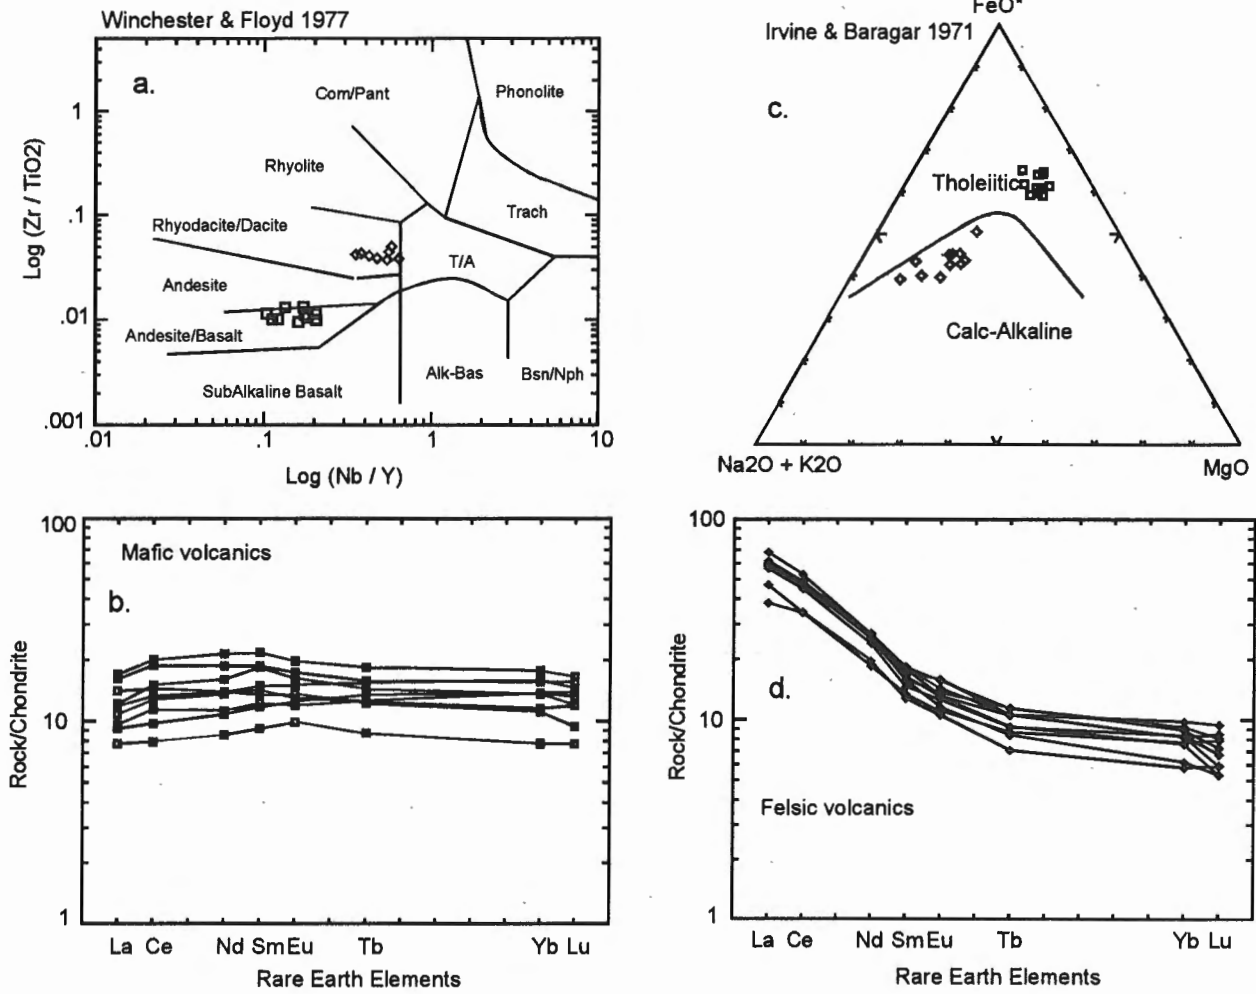 Winchester & Floyd 1977
a.
Com/Pant
Phonolite
Rhyolite
Trach
Rhyodacite/Dacite
T/A
Andesite
Andesite/Basalt
Alk-Bas
Bsn/Nph
SubAlkaline Basalt
1
.1
.01
.001
.01
.1
1
10
Log (Zr / TiO2)
Log (Nb / Y)
FeO*
Irvine & Baragar 1971
c.
Tholeiitic
Calc-Alkaline
Na2O + K2O
MgO
100
Mafic volcanics
b.
10
1
Rock/Chondrite
La Ce Nd Sm Eu Tb Yb Lu
Rare Earth Elements
100
d.
10
Felsic volcanics
1
Rock/Chondrite
La Ce Nd Sm Eu Tb Yb Lu
Rare Earth Elements